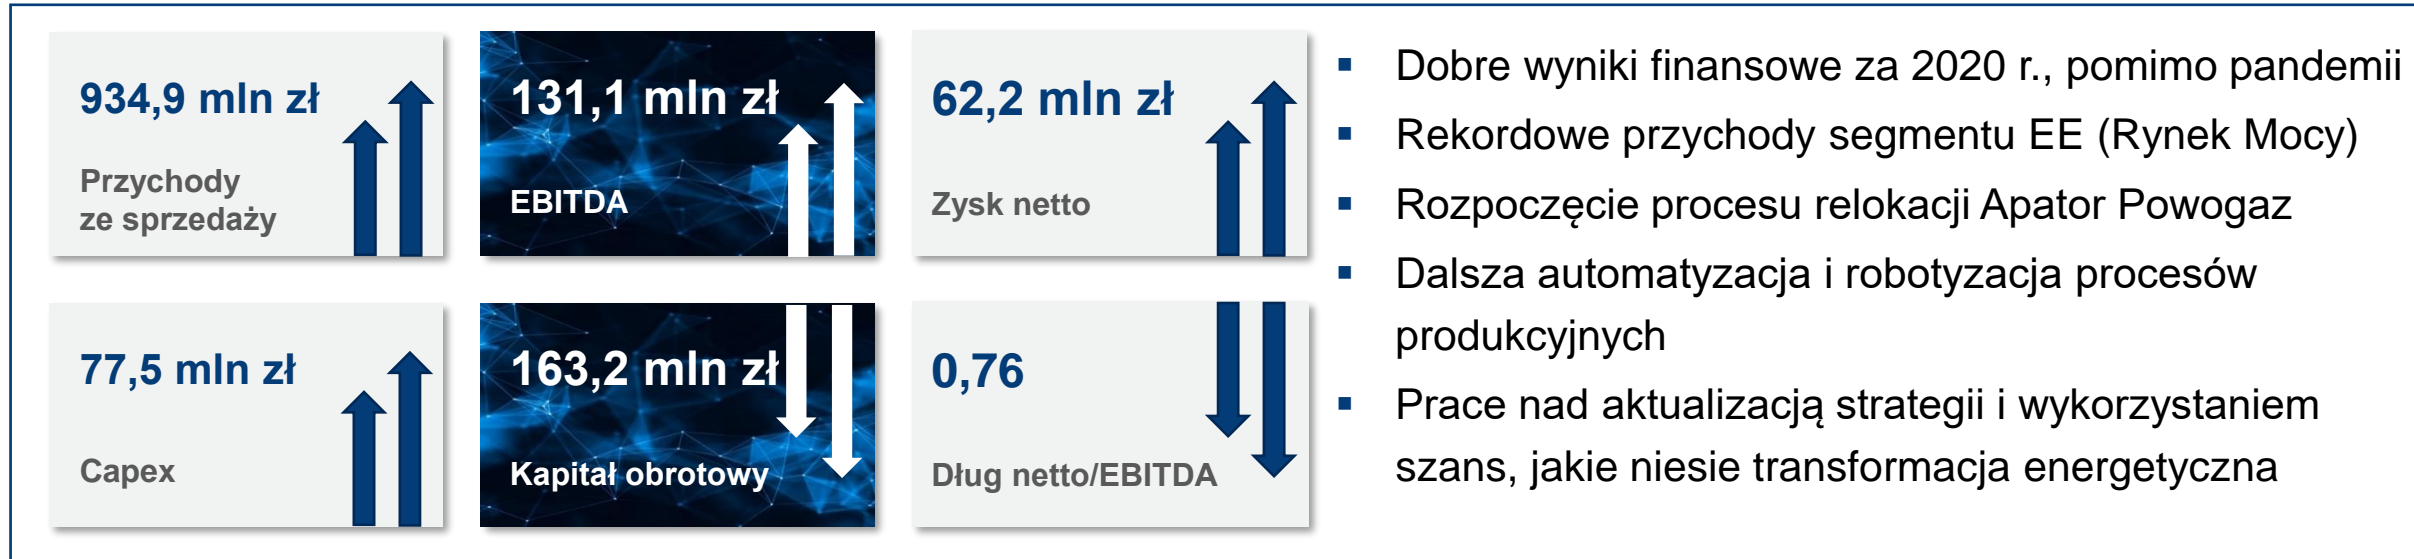 934,9 mln zł
Przychody
ze sprzedaży
131,1 mln zł
EBITDA
62,2 mln zł
Zysk netto
77,5 mln zł
Capex
163,2 mln zł
Kapitał obrotowy
0,76
Dług netto/EBITDA
▪ Dobre wyniki finansowe za 2020 r., pomimo pandemii
▪ Rekordowe przychody segmentu EE (Rynek Mocy)
▪ Rozpoczęcie procesu relokacji Apator Powogaz
▪ Dalsza automatyzacja i robotyzacja procesów
produkcyjnych
▪ Prace nad aktualizacją strategii i wykorzystaniem
szans, jakie niesie transformacja energetyczna